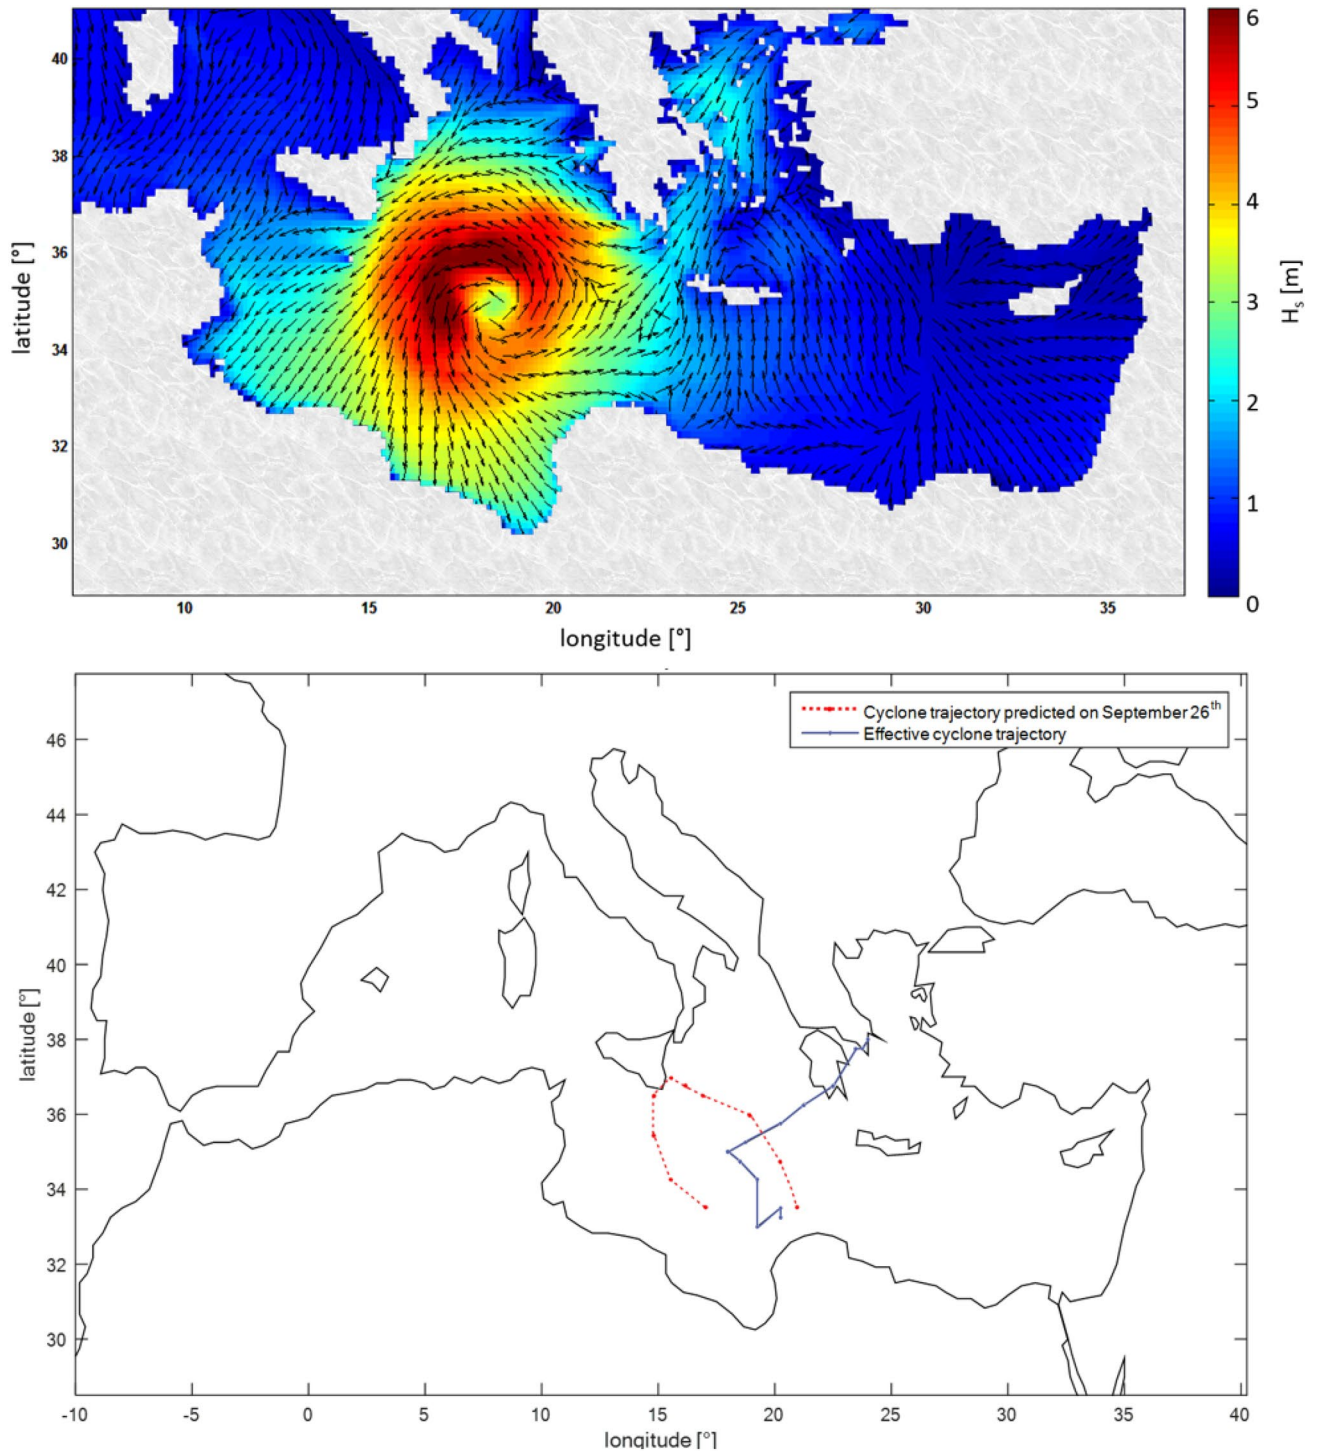 6
40
5
38
4
36
latitude [°]
3
Hs [m]
34
2
32
1
30
0
10 15 20 25 30 35
longitude [°]
Cyclone trajectory predicted on September 26th
Effective cyclone trajectory
46
44
42
40
38
36
34
32
30
latitude [°]
-10 -5 0 5 10 15 20 25 30 35 40
longitude [°]